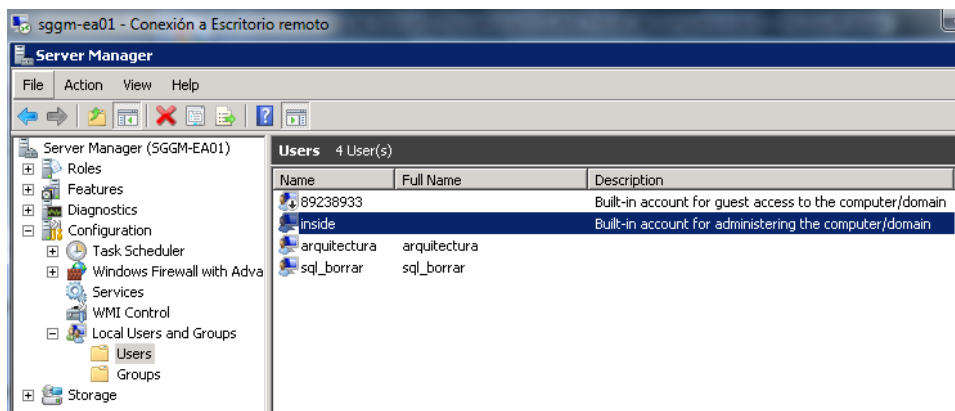 sggm-ea01 - Conexión a Escritorio remoto
Server Manager
File Action View Help
Server Manager (SGGM-EA01)
Roles
Features
Diagnostics
Configuration
Task Scheduler
Windows Firewall with Adva
Services
WMI Control
Local Users and Groups
Users
Groups
Storage
Users 4 User(s)
Name Full Name Description
89238933 Built-in account for guest access to the computer/domain
inside Built-in account for administering the computer/domain
arquitectura arquitectura
sql_borrar sql_borrar